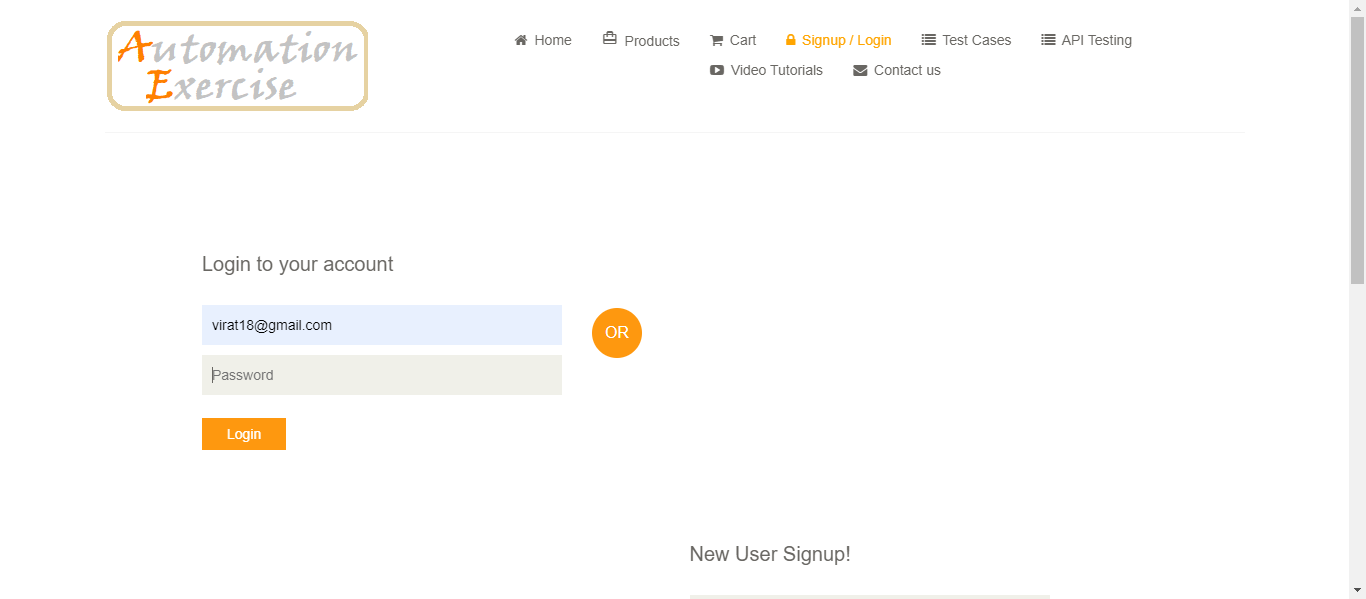 Automation
Exercise
Home Products Cart Signup / Login Test Cases API Testing
Video Tutorials Contact us
Login to your account
virat18@gmail.com
OR
Password
Login
New User Signup!